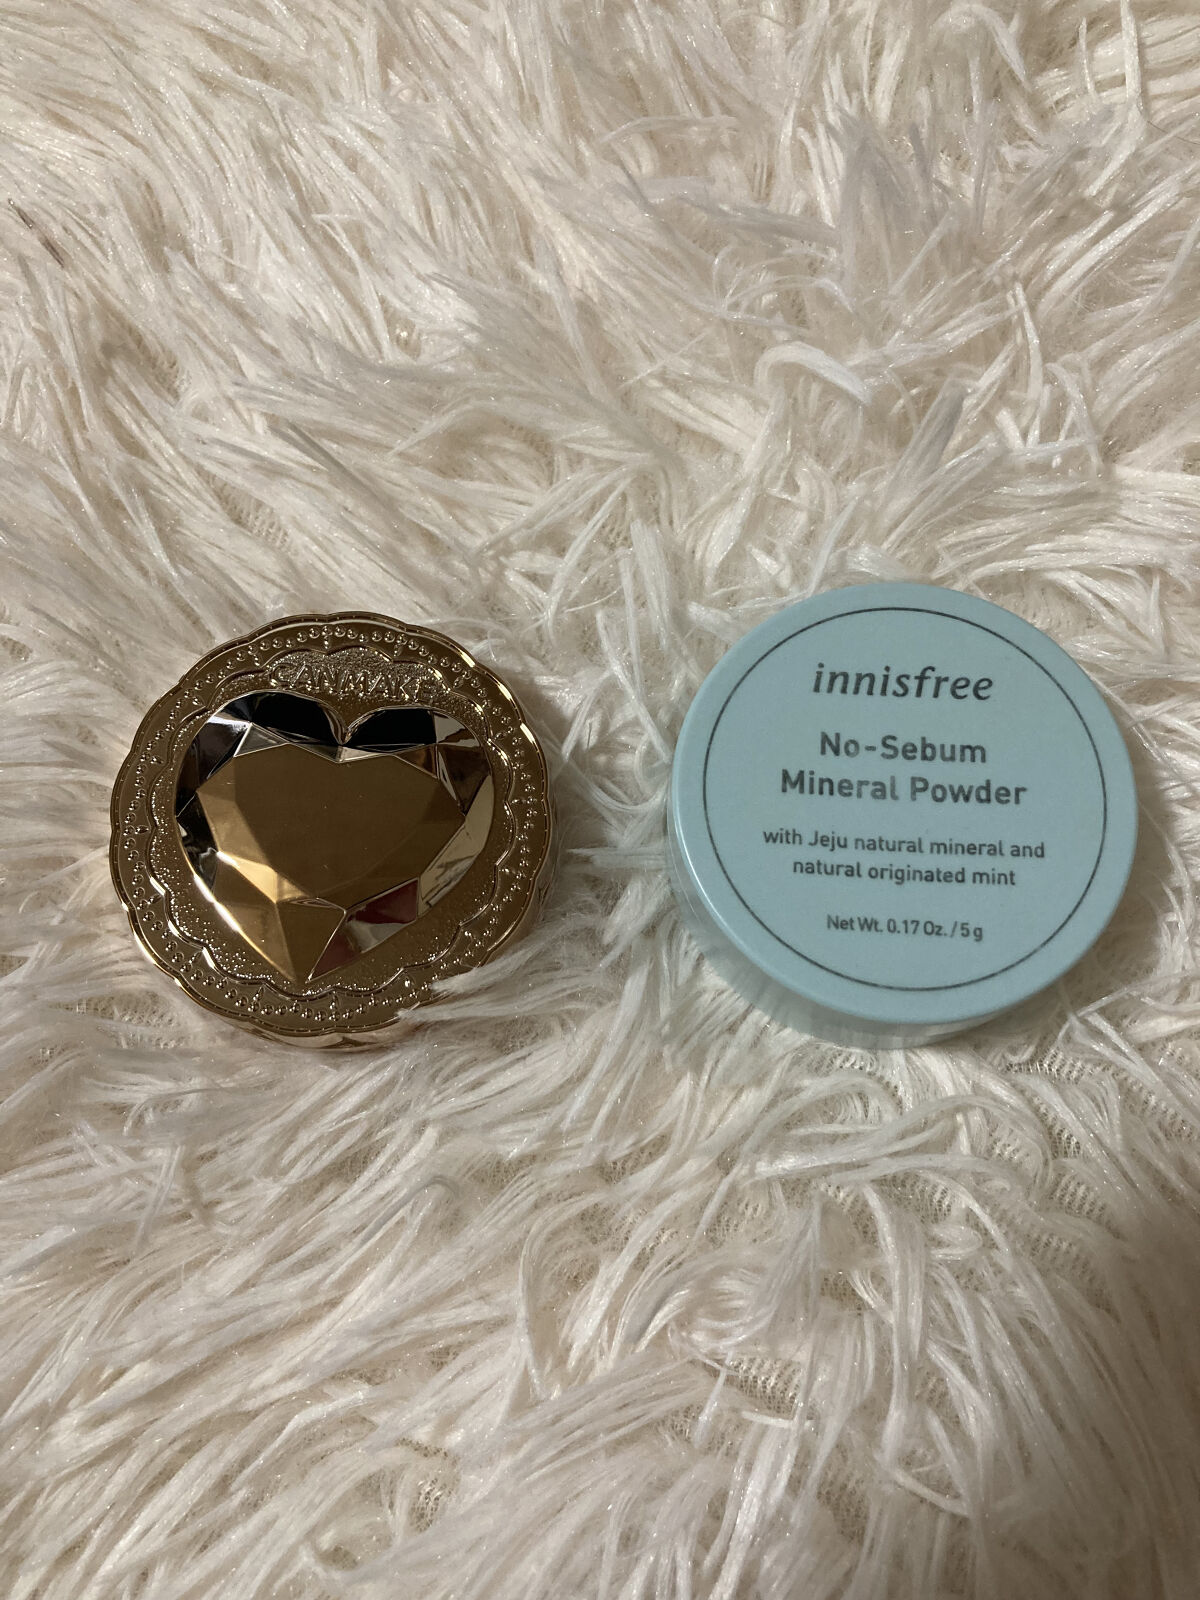 CANMAKE
innisfree
No-Sebum
Mineral Powder
with Jeju natural mineral and
natural originated mint
Net Wt. 0.17 Oz. / 5 g